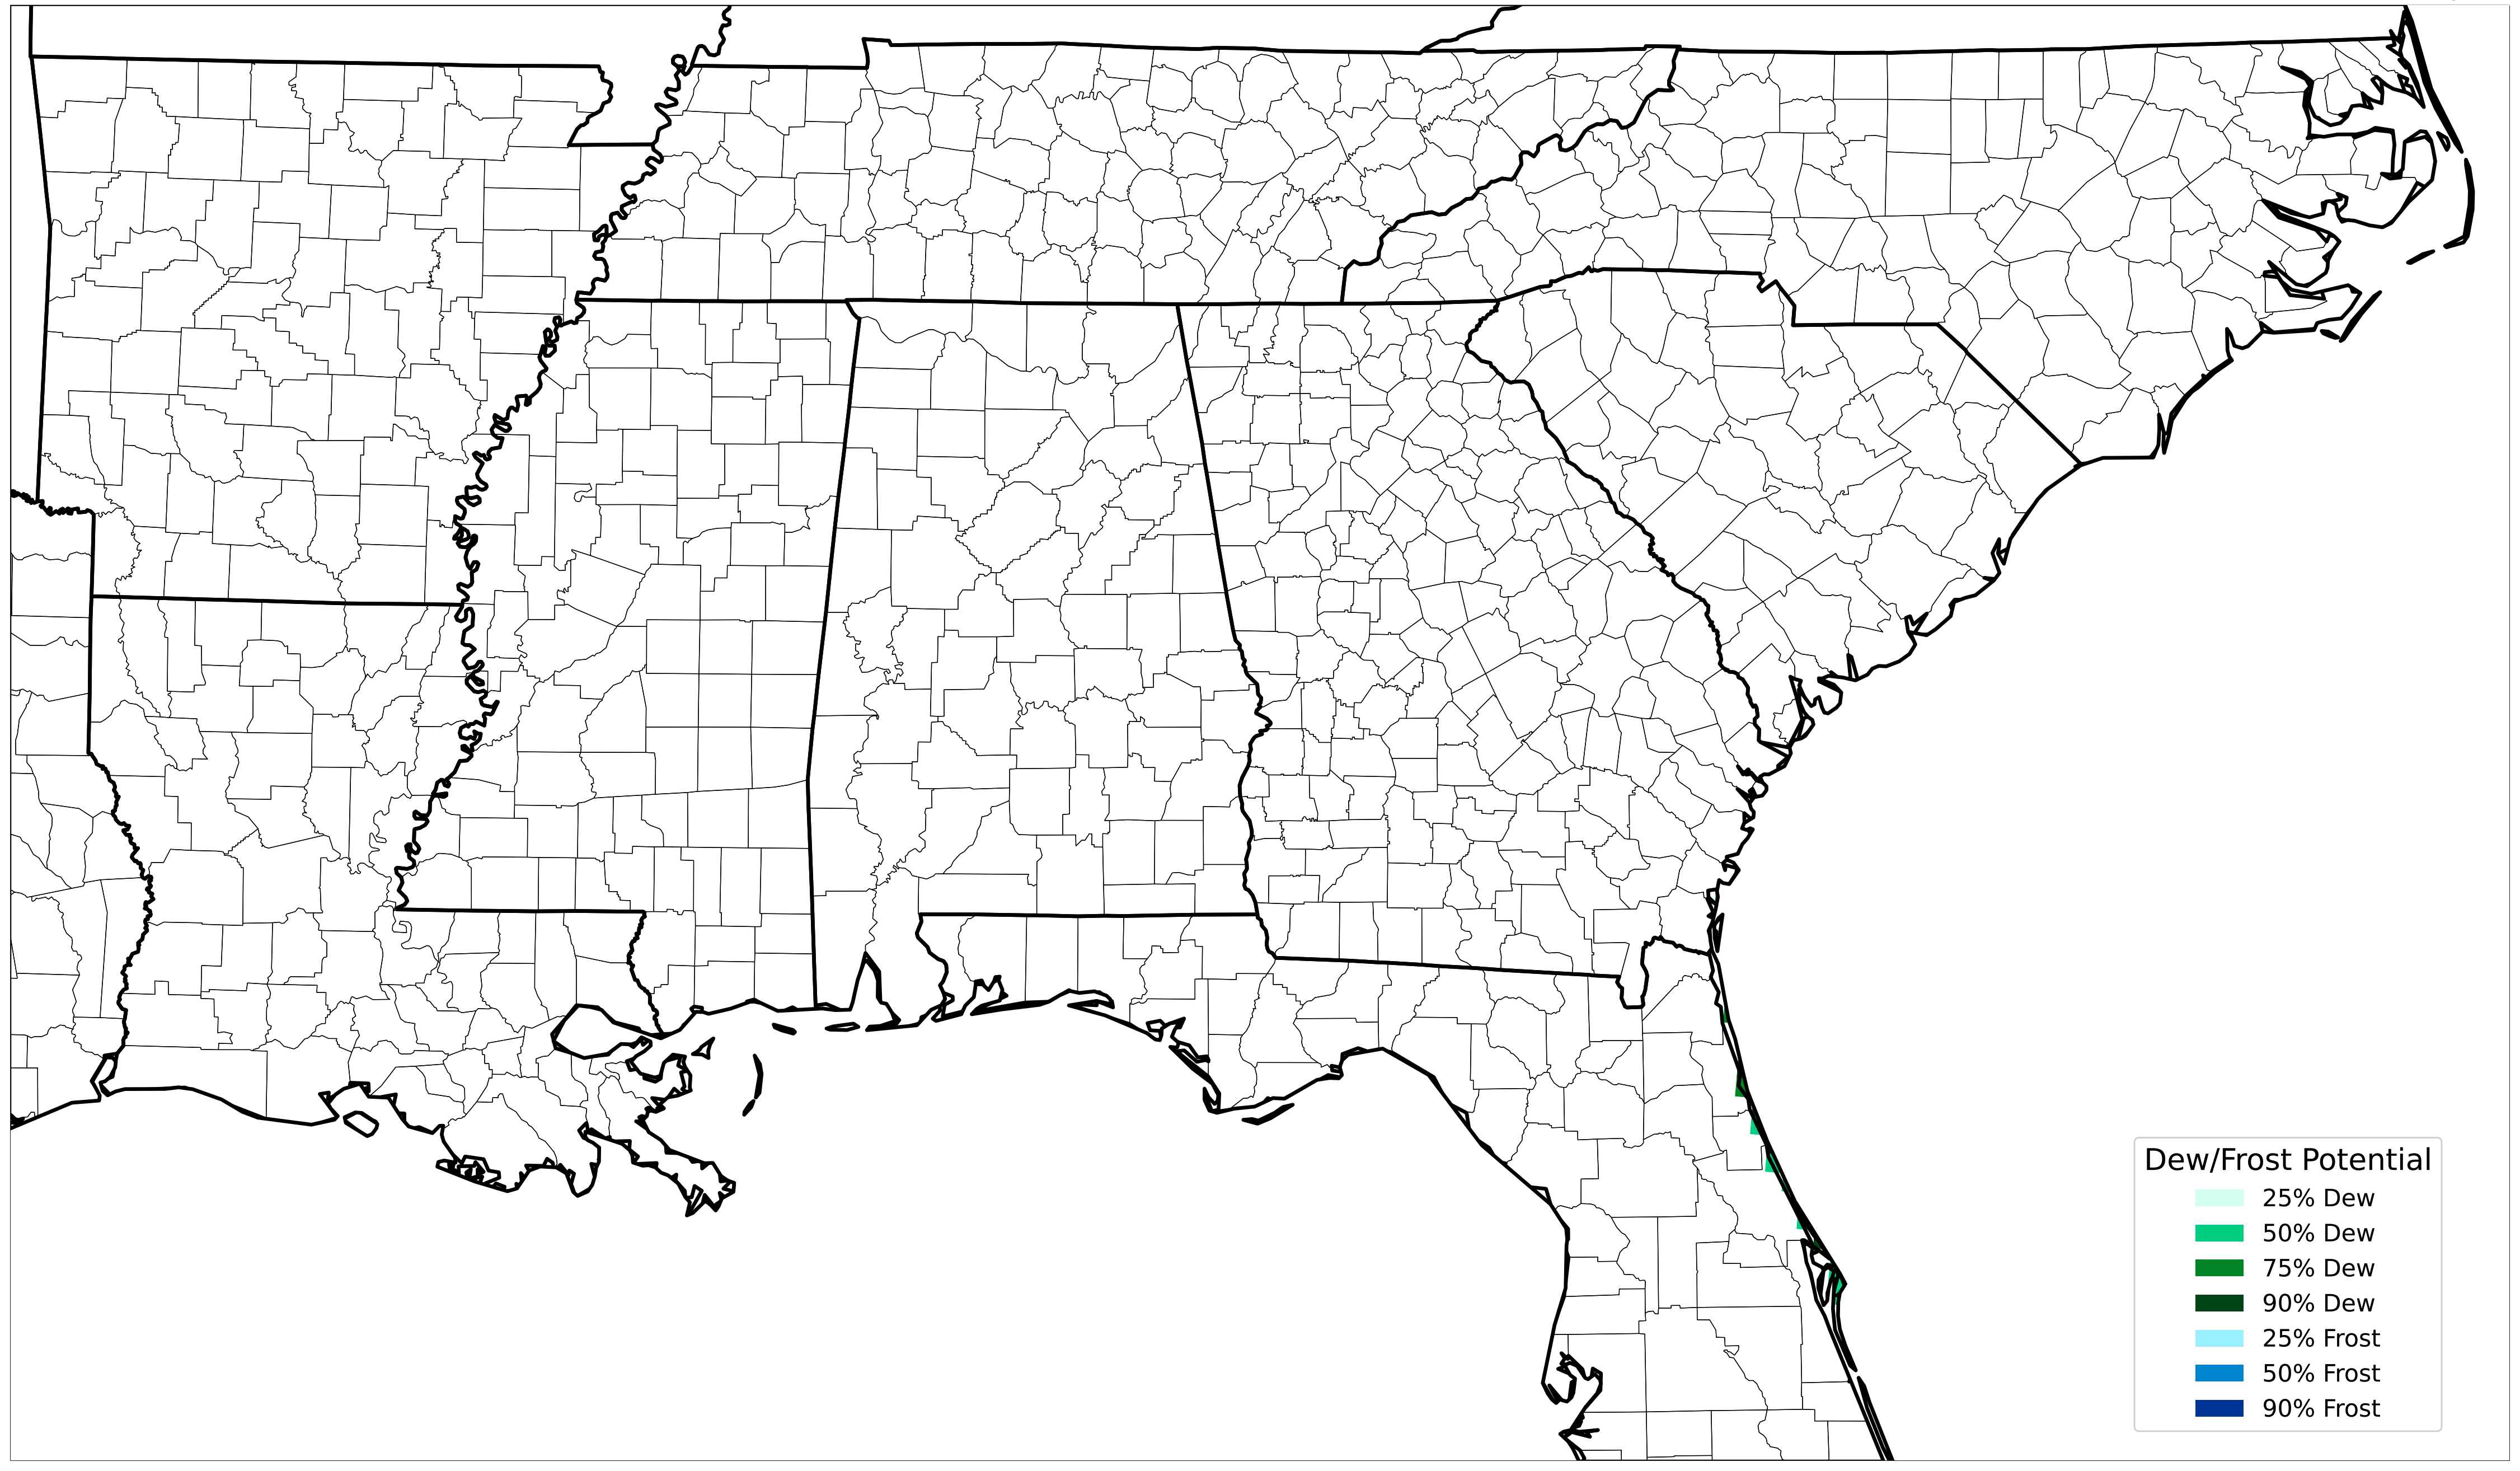 Dew/Frost Potential
25% Dew
50% Dew
75% Dew
90% Dew
25% Frost
50% Frost
90% Frost